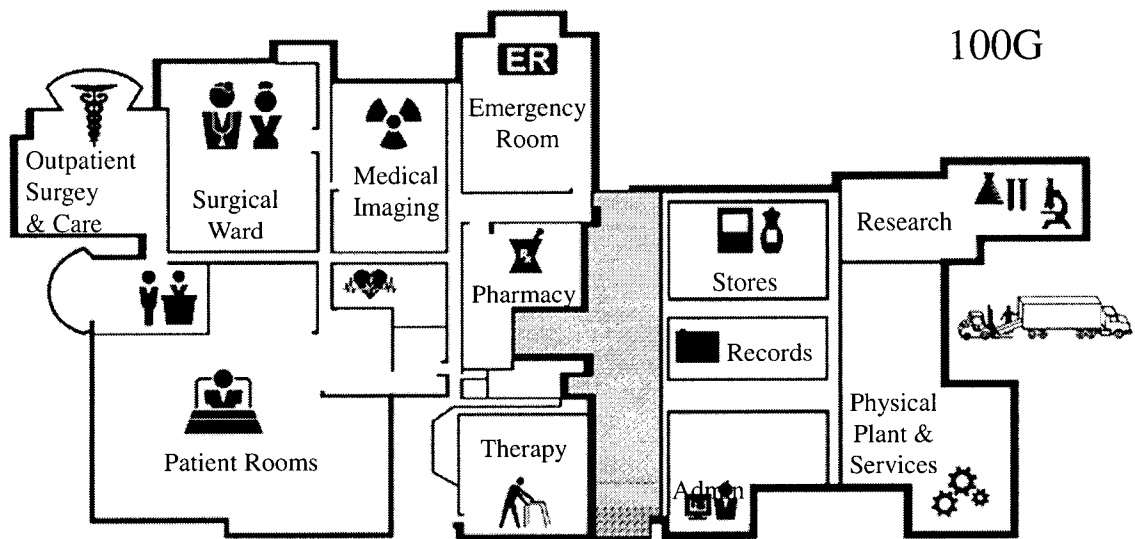 100G
ER
Emergency
Room
Outpatient
Surgey
& Care
Surgical
Ward
Medical
Imaging
Research
Pharmacy
Stores
Records
Physical
Plant &
Services
Patient Rooms
Therapy
Admin